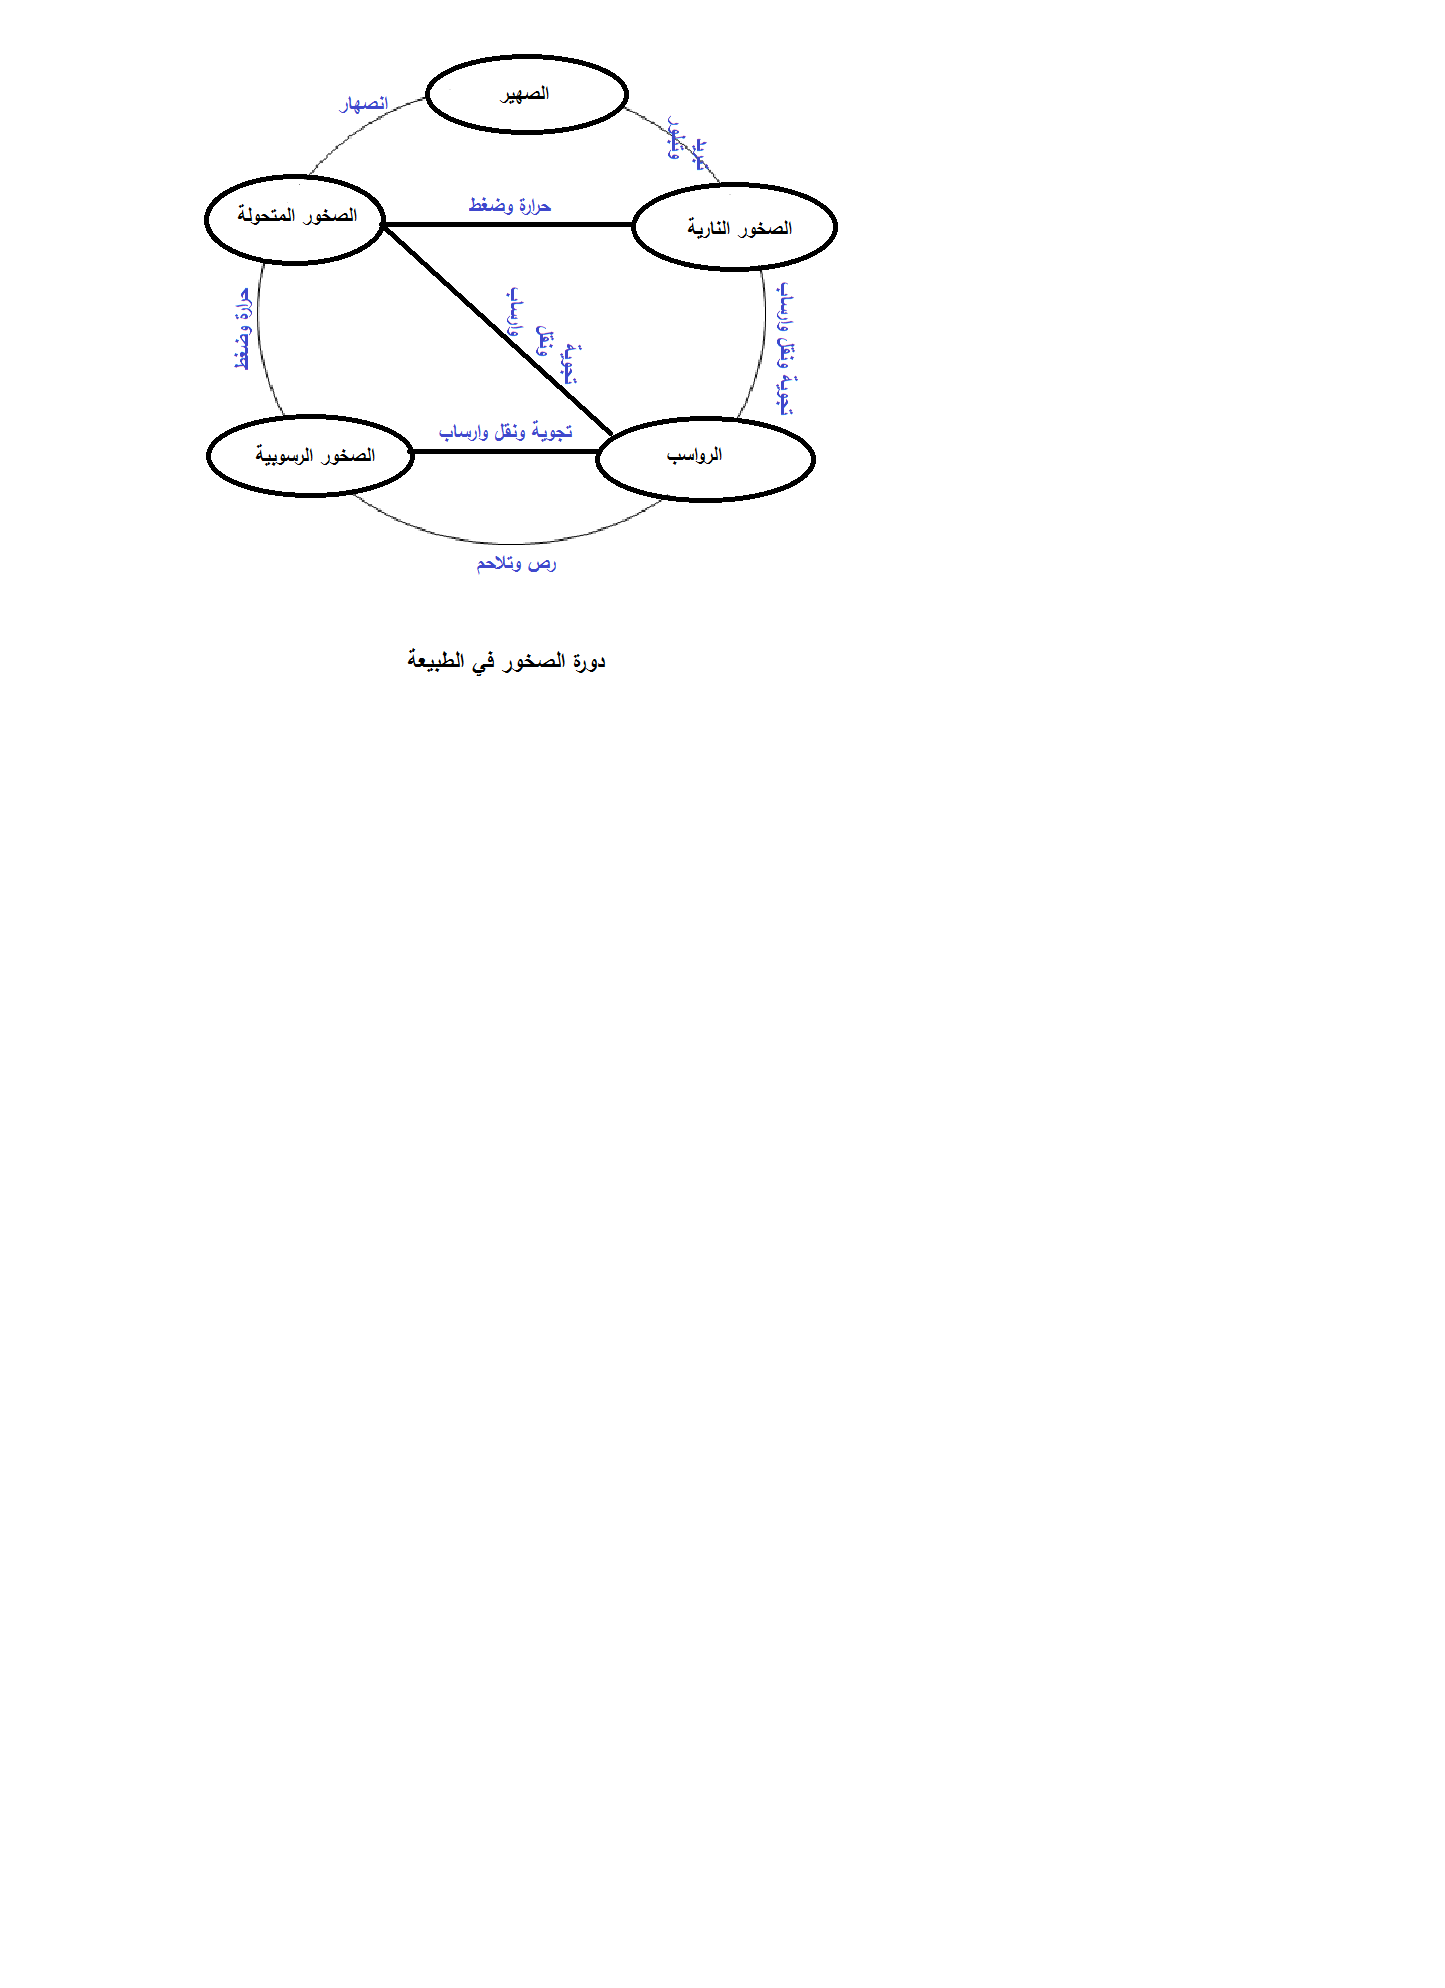 الصهير
انصهار
تبريد
وتبلور
الصخور المتحولة
حرارة وضغط
الصخور النارية
حرارة وضغط
تجوية
ونقل
وارساب
تجوية ونقل وارساب
الصخور الرسوبية
تجوية ونقل وارساب
الرواسب
رص وتلاحم
دورة الصخور في الطبيعة